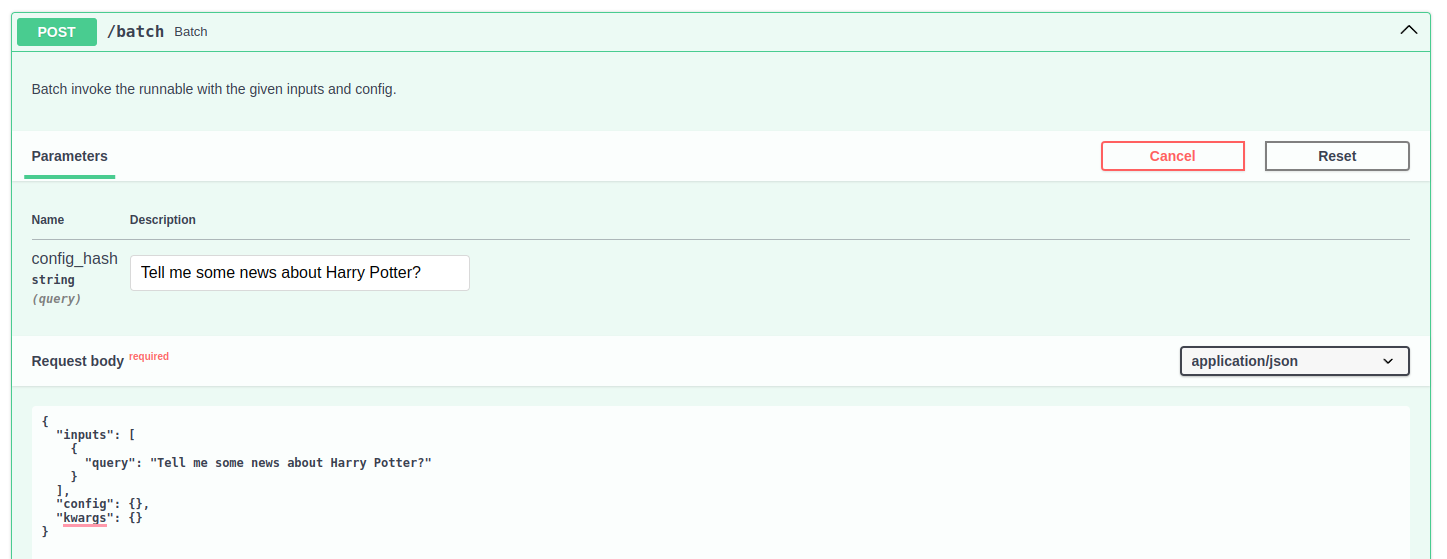 POST /batch Batch
Batch invoke the runnable with the given inputs and config.
Parameters Cancel Reset
Name Description
config_hash
string
(query)
Tell me some news about Harry Potter?
Request body required application/json
{
  "inputs": [
    {
      "query": "Tell me some news about Harry Potter?"
    }
  ],
  "config": {},
  "kwargs": {}
}